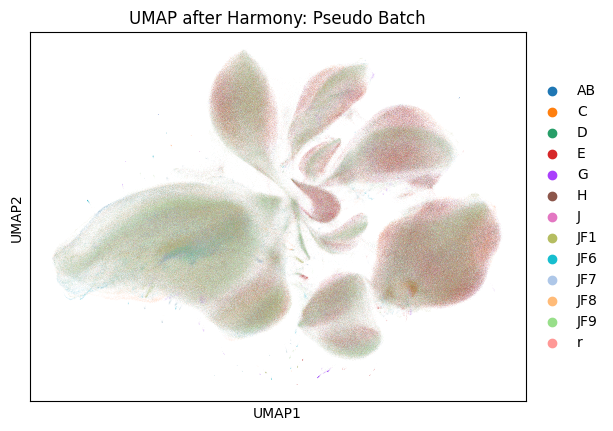 UMAP after Harmony: Pseudo Batch
UMAP2
UMAP1
AB
C
D
E
G
H
J
JF1
JF6
JF7
JF8
JF9
r